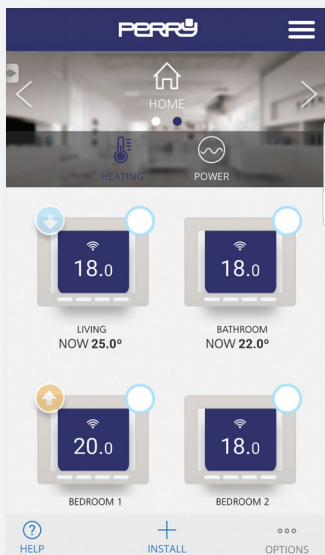 PERRY
HOME
HEATING
POWER
18.0
18.0
LIVING
NOW 25.0°
BATHROOM
NOW 22.0°
20.0
18.0
BEDROOM 1
BEDROOM 2
?
HELP
INSTALL
OPTIONS